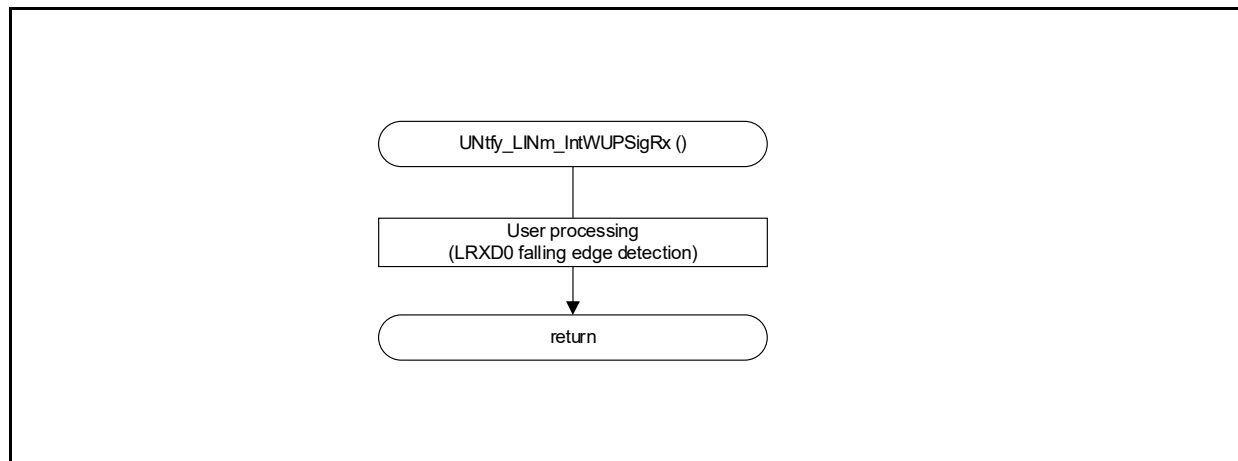 UNtfy_LINm_IntWUPSigRx ()
User processing
(LRXD0 falling edge detection)
return